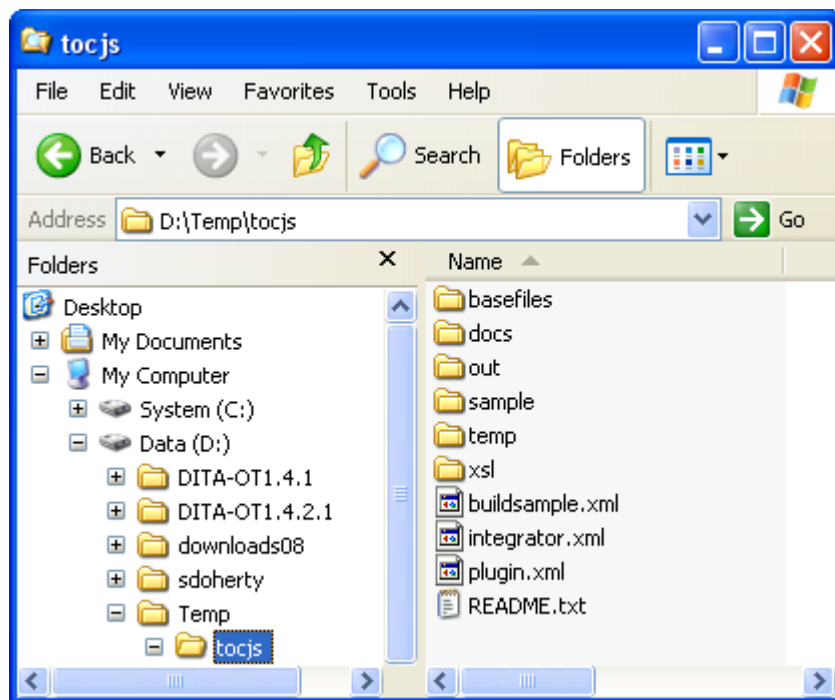 tocjs
File Edit View Favorites Tools Help
Back Search Folders
Address D:\Temp\tocjs Go
Folders
Name
Desktop
My Documents
My Computer
System (C:)
Data (D:)
DITA-OT1.4.1
DITA-OT1.4.2.1
downloads08
sdoherty
Temp
tocjs
basefiles
docs
out
sample
temp
xsl
buildsample.xml
integrator.xml
plugin.xml
README.txt